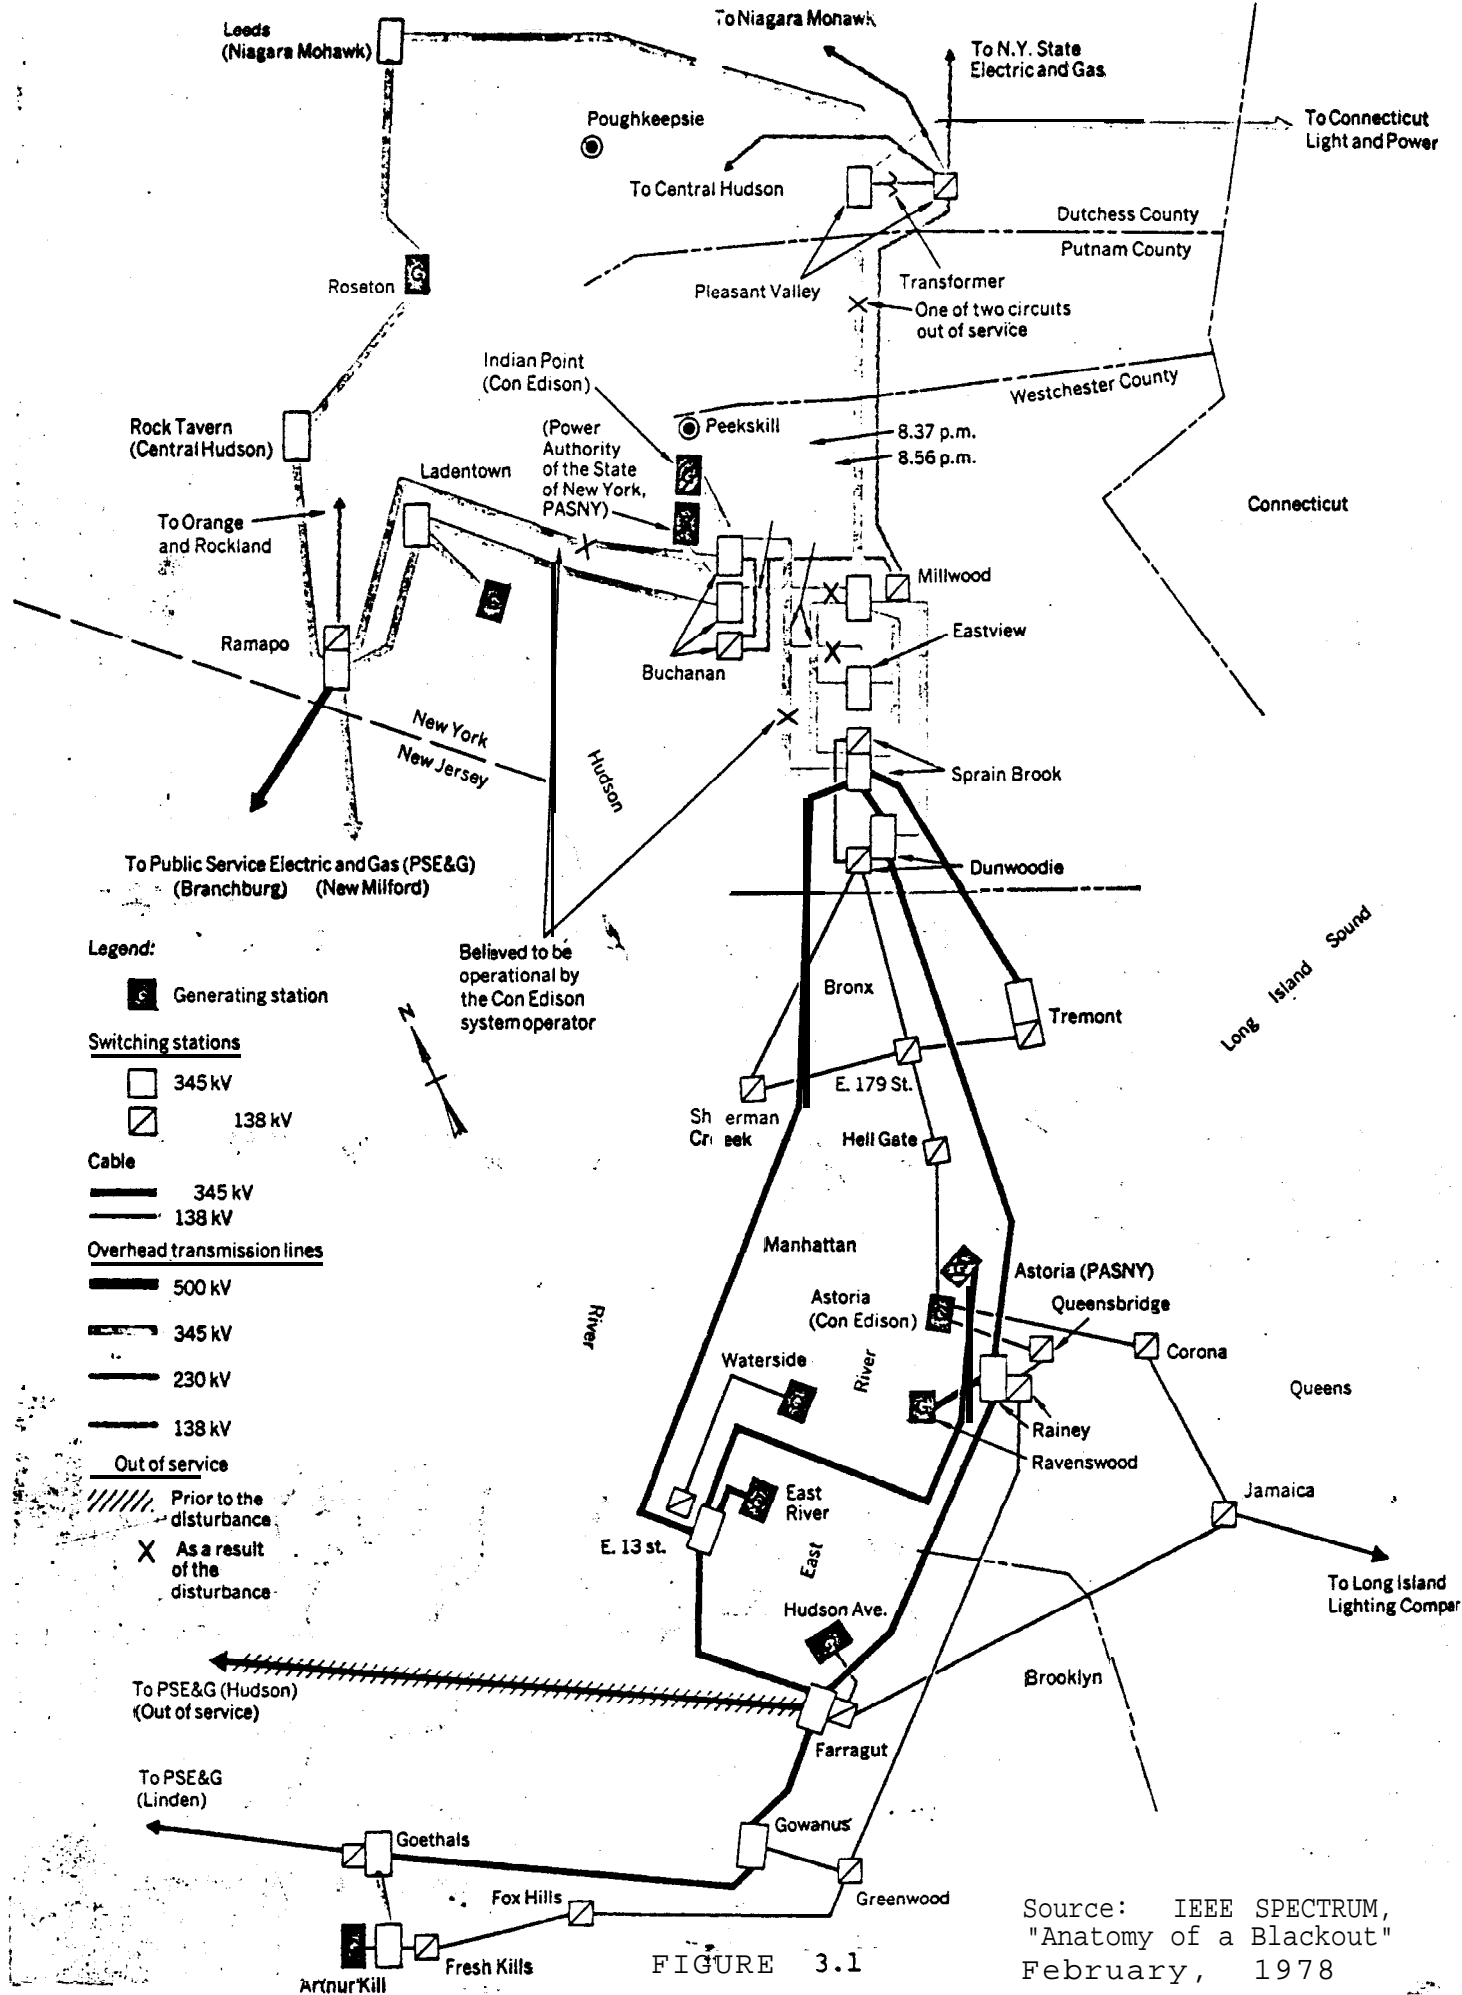 To Niagara Mohawk
Leeds
(Niagara Mohawk)
To N.Y. State
Electric and Gas
Poughkeepsie
To Connecticut
Light and Power
To Central Hudson
Dutchess County
Putnam County
Pleasant Valley
Transformer
One of two circuits
out of service
Roseton
Indian Point
(Con Edison)
Westchester County
Rock Tavern
(Central Hudson)
(Power
Authority
of the State
of New York,
PASNY)
Peekskill
8.37 p.m.
8.56 p.m.
Ladentown
Connecticut
To Orange
and Rockland
Millwood
Eastview
Ramapo
Buchanan
New York
New Jersey
Hudson
Sprain Brook
To Public Service Electric and Gas (PSE&G)
(Branchburg) (New Milford)
Dunwoodie
Legend:
G Generating station
Believed to be
operational by
the Con Edison
system operator
Long Island Sound
Bronx
Tremont
N
Switching stations
345 kV
138 kV
E. 179 St.
Sherman
Creek
Hell Gate
Cable
345 kV
138 kV
Overhead transmission lines
500 kV
345 kV
230 kV
138 kV
Manhattan
River
Astoria (PASNY)
Astoria
(Con Edison)
Queensbridge
Corona
Waterside
River
Queens
Rainey
Ravenswood
Out of service
Prior to the
disturbance
X As a result
of the
disturbance
East
River
E. 13 st.
East
Jamaica
To Long Island
Lighting Compar
Hudson Ave.
Brooklyn
To PSE&G (Hudson)
(Out of service)
Farragut
To PSE&G
(Linden)
Goethals
Gowanus
Fox Hills
Greenwood
Arthur Kill
Fresh Kills
FIGURE 3.1
Source: IEEE SPECTRUM,
"Anatomy of a Blackout"
February, 1978